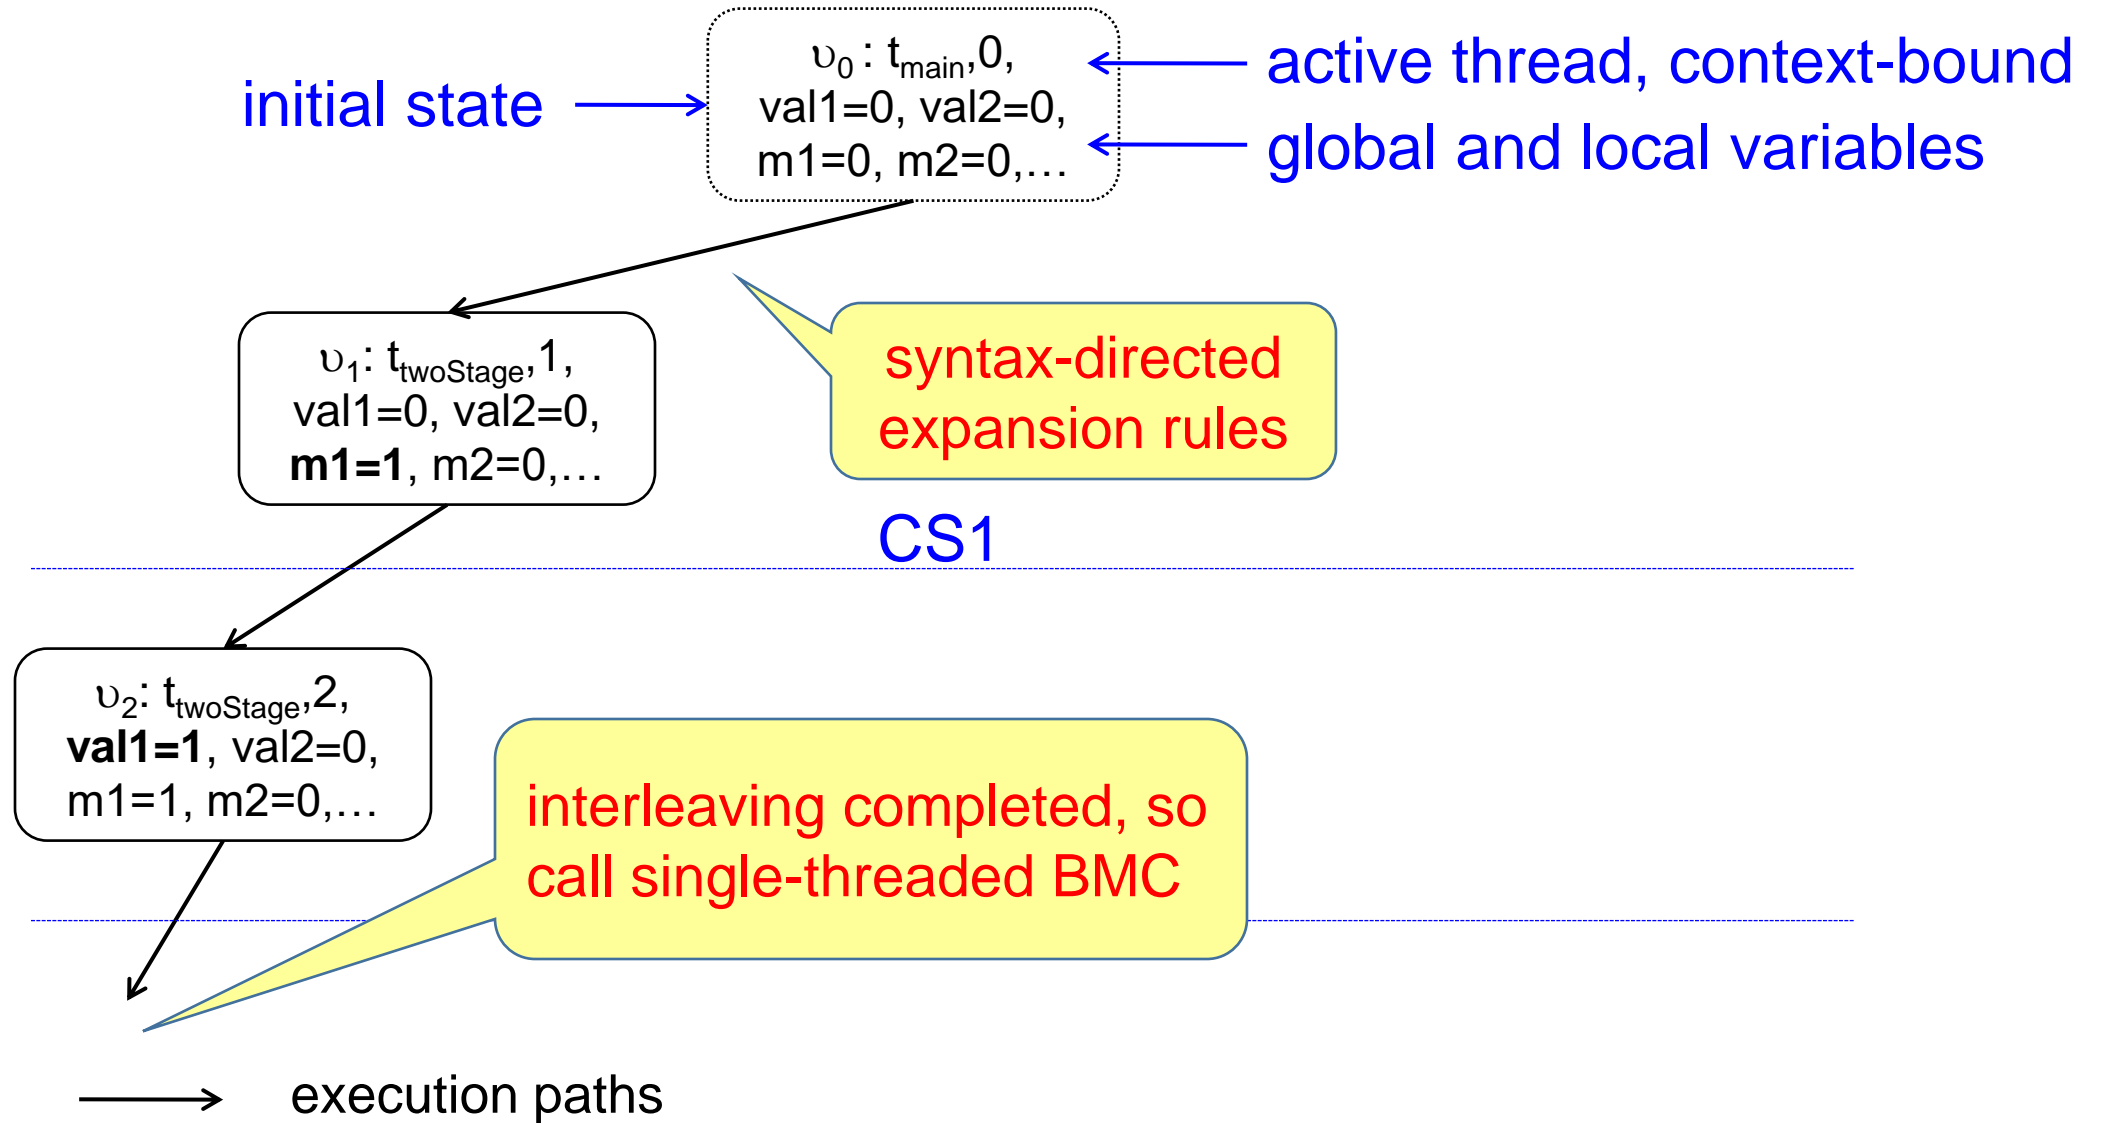 υ0 : tmain,0,
val1=0, val2=0,
m1=0, m2=0,…
initial state
active thread, context-bound
global and local variables
υ1: ttwoStage,1,
val1=0, val2=0,
m1=1, m2=0,…
syntax-directed
expansion rules
CS1
υ2: ttwoStage,2,
val1=1, val2=0,
m1=1, m2=0,…
interleaving completed, so
call single-threaded BMC
execution paths